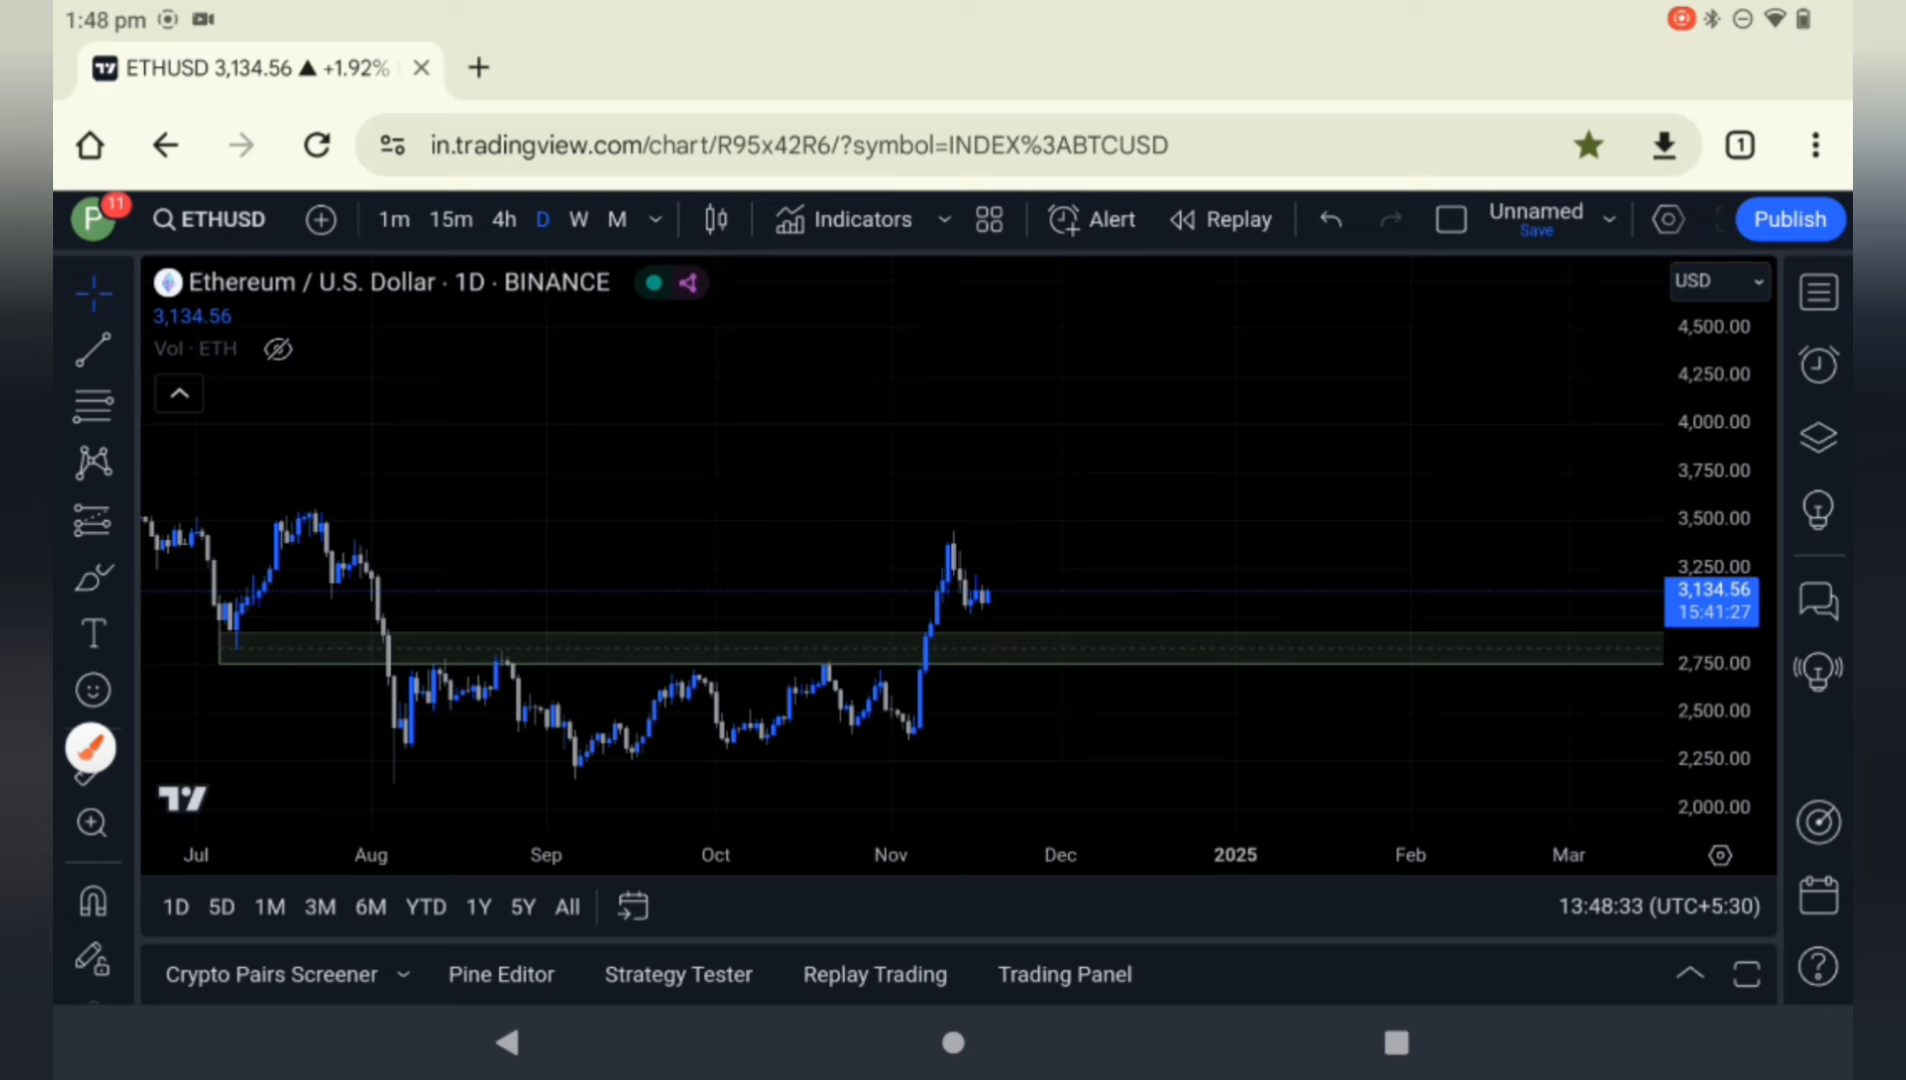 1:48 pm
ETHUSD 3,134.56 ▲ +1.92%
in.tradingview.com/chart/R95x42R6/?symbol=INDEX%3ABTCUSD
1
P
11
ETHUSD
1m 15m 4h D W M
Indicators
Alert
Replay
Unnamed
Save
Publish
Ethereum / U.S. Dollar · 1D · BINANCE
USD
3,134.56
Vol · ETH
4,500.00
4,250.00
4,000.00
3,750.00
3,500.00
3,250.00
3,134.56
15:41:27
2,750.00
2,500.00
2,250.00
2,000.00
Jul Aug Sep Oct Nov Dec 2025 Feb Mar
1D 5D 1M 3M 6M YTD 1Y 5Y All
13:48:33 (UTC+5:30)
Crypto Pairs Screener Pine Editor Strategy Tester Replay Trading Trading Panel